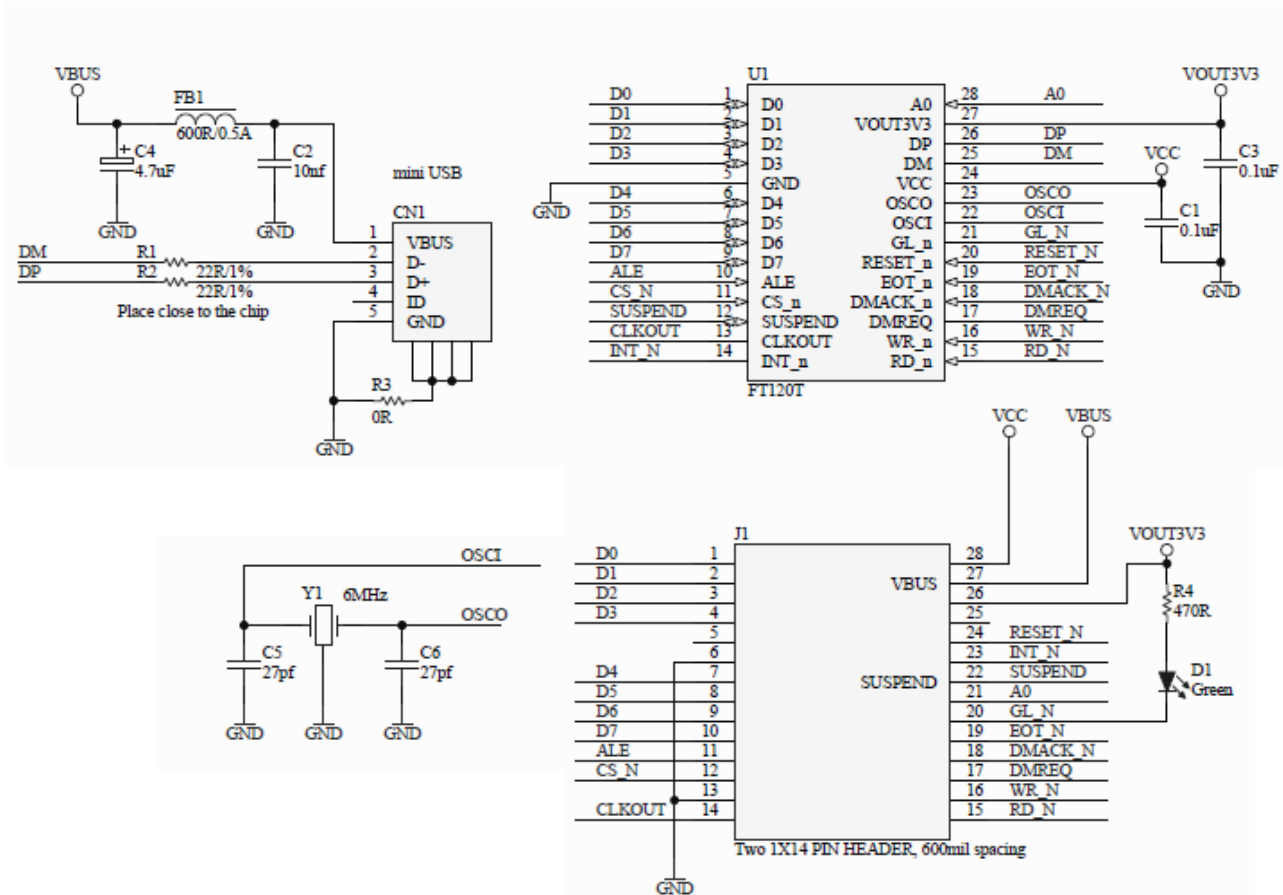 VBUS
FB1
600R/0.5A
C4
4.7uF
C2
10nf
GND
GND
mini USB
CN1
1 VBUS
DM R1 2 D-
22R/1%
DP R2 3 D+
22R/1%
4 ID
5 GND
Place close to the chip
R3
0R
GND
U1
D0 1 D0
D1 2 D1
D2 3 D2
D3 4 D3
5 GND
GND
D4 6 D4
D5 7 D5
D6 8 D6
D7 9 D7
ALE 10 ALE
CS_N 11 CS_n
SUSPEND 12 SUSPEND
CLKOUT 13 CLKOUT
INT_N 14 INT_n
A0 28 A0
VOUT3V3 27
DP 26 DP
DM 25 DM
VCC 24
OSCO 23 OSCO
OSCI 22 OSCI
GL_n 21 GL_N
RESET_n 20 RESET_N
EOT_n 19 EOT_N
DMACK_n 18 DMACK_N
DMREQ 17 DMREQ
WR_n 16 WR_N
RD_n 15 RD_N
FT120T
VOUT3V3
VCC
C3
0.1uF
C1
0.1uF
GND
OSCI
Y1 6MHz
OSCO
C5
27pf
C6
27pf
GND GND GND
VCC VBUS
VOUT3V3
J1
D0 1
D1 2
D2 3
D3 4
5
6
D4 7
D5 8
D6 9
D7 10
ALE 11
CS_N 12
13
CLKOUT 14
28
VBUS 27
26
25
24 RESET_N
23 INT_N
SUSPEND 22 SUSPEND
21 A0
20 GL_N
19 EOT_N
18 DMACK_N
17 DMREQ
16 WR_N
15 RD_N
R4
470R
D1
Green
Two 1X14 PIN HEADER, 600mil spacing
GND